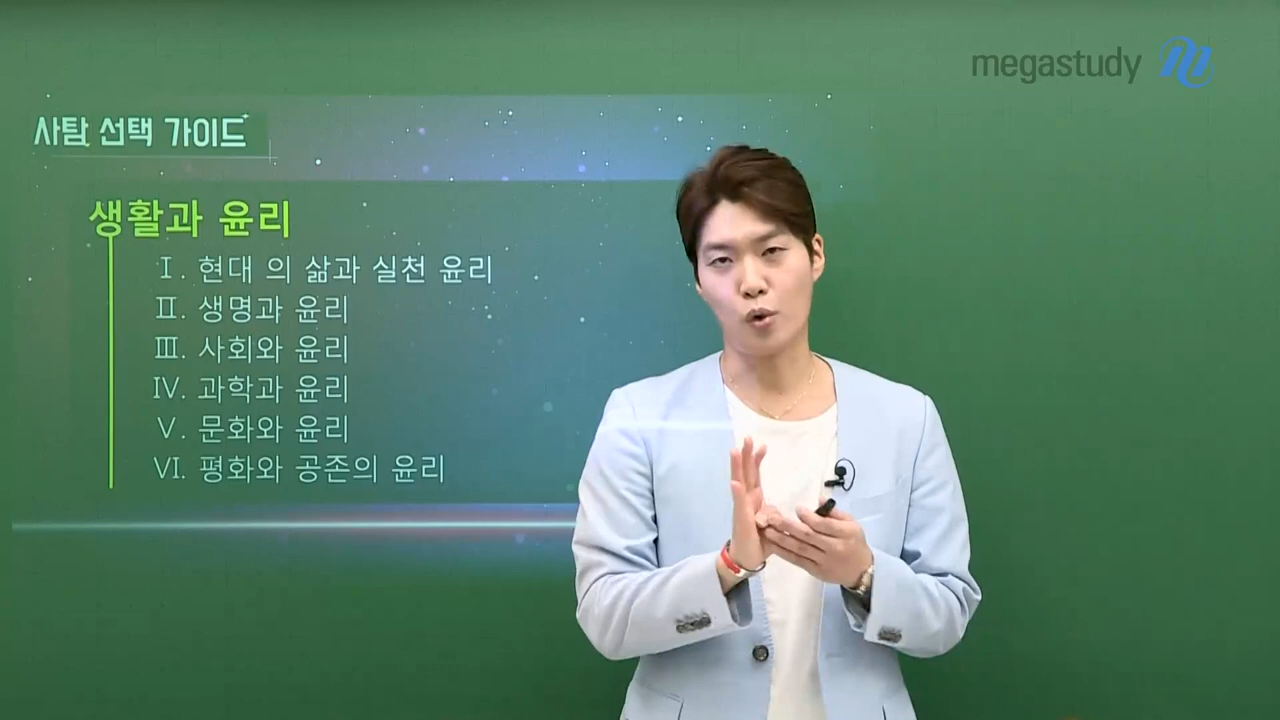 megastudy
사탐 선택 가이드
생활과 윤리
Ⅰ. 현대 의 삶과 실천 윤리
Ⅱ. 생명과 윤리
Ⅲ. 사회와 윤리
Ⅳ. 과학과 윤리
Ⅴ. 문화와 윤리
Ⅵ. 평화와 공존의 윤리